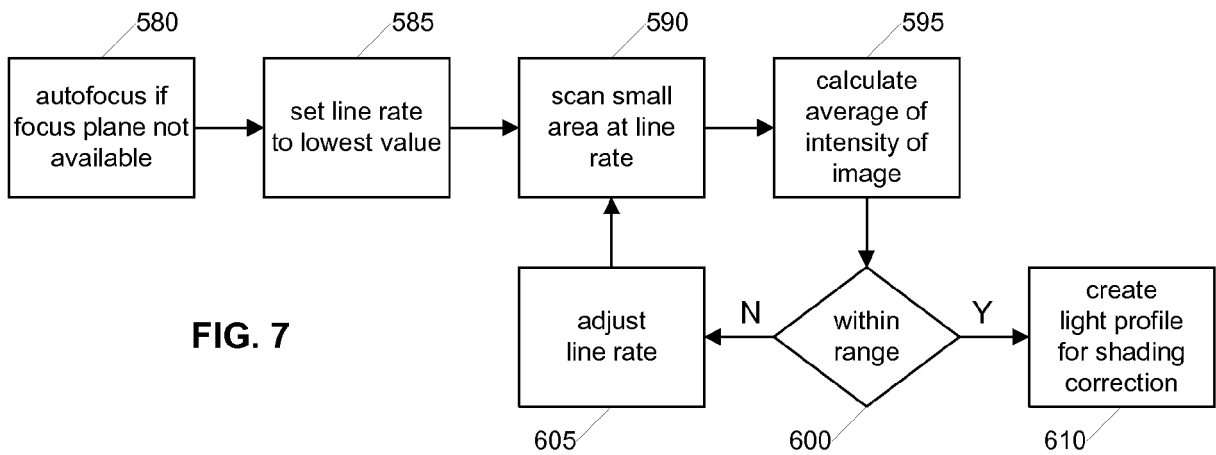 580
585
590
595
autofocus if
focus plane not
available
set line rate
to lowest value
scan small
area at line
rate
calculate
average of
intensity of
image
FIG. 7
adjust
line rate
N
within
range
Y
create
light profile
for shading
correction
605
600
610